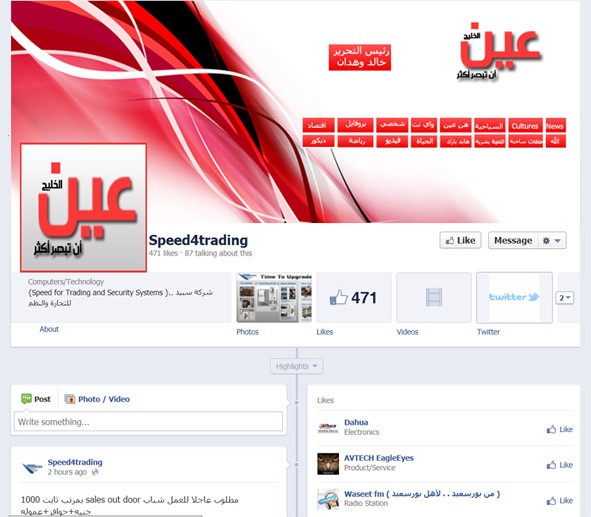 رئيس التحرير
خالد وهدان
عين
الخليج
أن تبصر أكثر
اقتصاد بروفايل شخصي واي نت هن عين السياحية Cultures News
ديكور رياضة فيديو الحياة هايد بارك الله
عين
الخليج
أن تبصر أكثر
Speed4trading
471 likes · 87 talking about this
Like
Message
Computers/Technology
{Speed for Trading and Security Systems }.. شركة سبيد
للتجارة والنظم
About
Time To Upgrade
Photos
471
Likes
Videos
twitter
Twitter
2
Highlights
Post
Photo / Video
Write something...
Speed4trading
2 hours ago
مطلوب عاجلا للعمل شباب sales out door بمرتب ثابت 1000
جنيه+حوافز+عموله
Likes
Dahua
Electronics
Like
AVTECH EagleEyes
Product/Service
Like
Waseet fm ( من بورسعيد . . لأهل بورسعيد )
Radio Station
Like